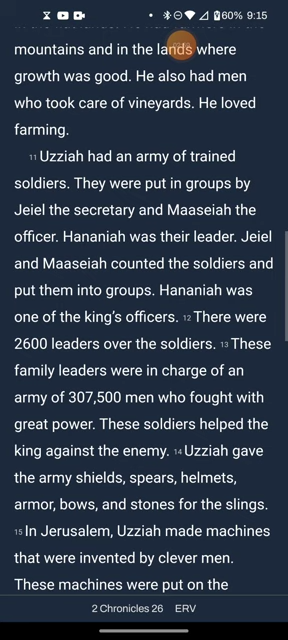 60% 9:15
mountains and in the lands where
growth was good. He also had men
who took care of vineyards. He loved
farming.
11 Uzziah had an army of trained
soldiers. They were put in groups by
Jeiel the secretary and Maaseiah the
officer. Hananiah was their leader. Jeiel
and Maaseiah counted the soldiers and
put them into groups. Hananiah was
one of the king’s officers. 12 There were
2600 leaders over the soldiers. 13 These
family leaders were in charge of an
army of 307,500 men who fought with
great power. These soldiers helped the
king against the enemy. 14 Uzziah gave
the army shields, spears, helmets,
armor, bows, and stones for the slings.
15 In Jerusalem, Uzziah made machines
that were invented by clever men.
These machines were put on the
2 Chronicles 26 ERV